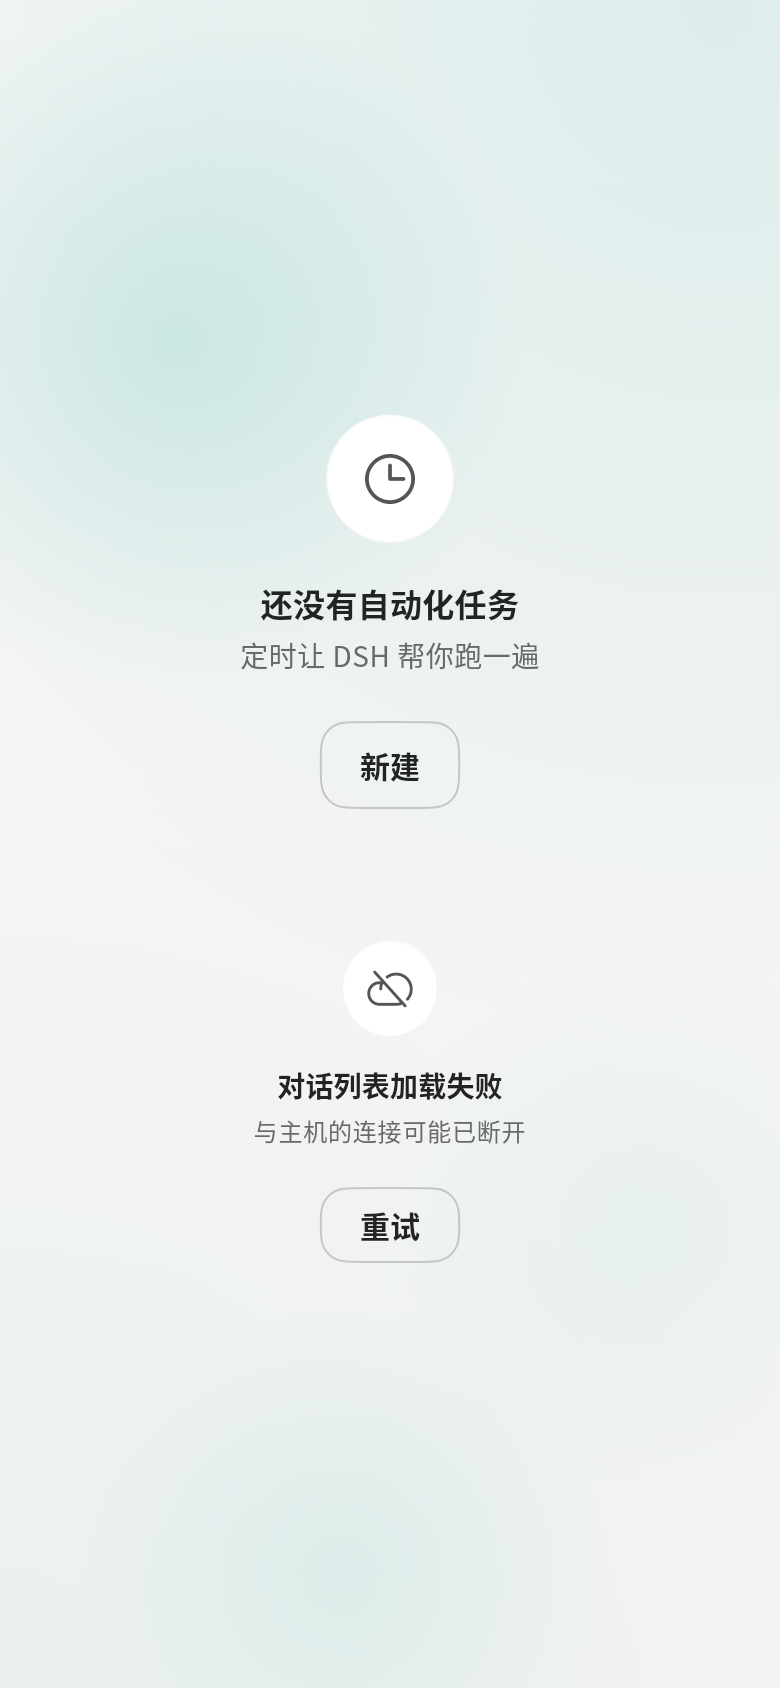 还没有自动化任务
定时让 DSH 帮你跑一遍
新建
对话列表加载失败
与主机的连接可能已断开
重试